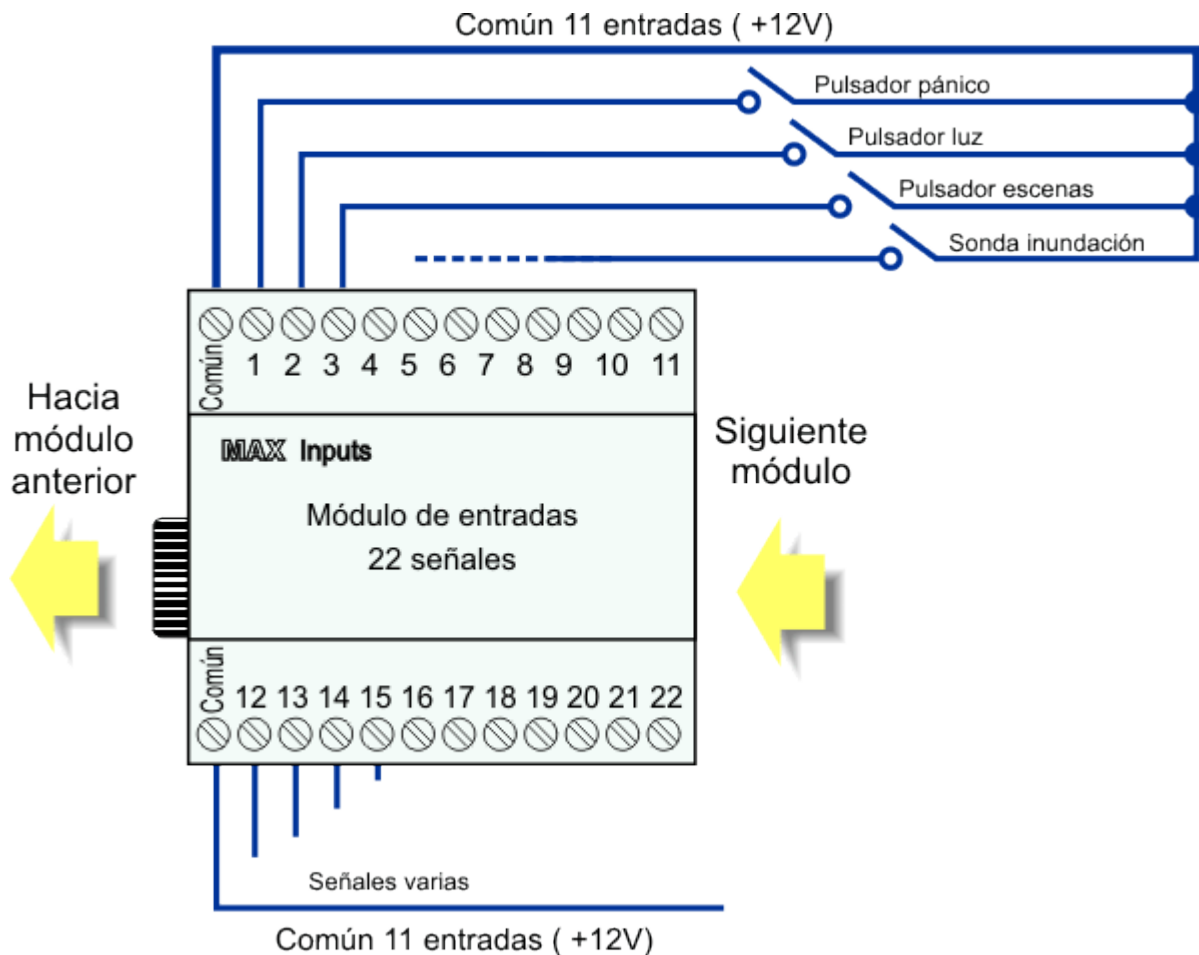 Común 11 entradas ( +12V)
Pulsador pánico
Pulsador luz
Pulsador escenas
Sonda inundación
Común 1 2 3 4 5 6 7 8 9 10 11
Hacia
módulo
anterior
MAX Inputs
Módulo de entradas
22 señales
Siguiente
módulo
Común 12 13 14 15 16 17 18 19 20 21 22
Señales varias
Común 11 entradas ( +12V)